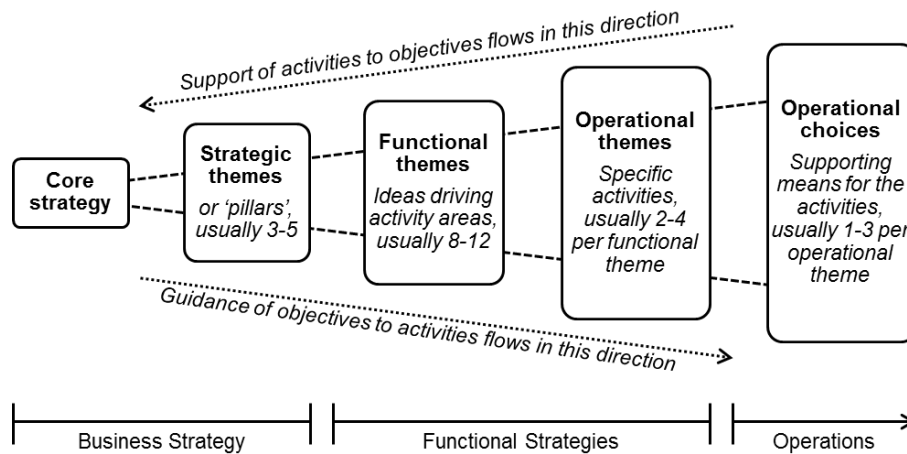 Support of activities to objectives flows in this direction
Core
strategy
Strategic
themes
or ‘pillars’,
usually 3-5
Functional
themes
Ideas driving
activity areas,
usually 8-12
Operational
themes
Specific
activities,
usually 2-4
per functional
theme
Operational
choices
Supporting
means for the
activities,
usually 1-3 per
operational
theme
Guidance of objectives to activities flows in this direction
Business Strategy
Functional Strategies
Operations